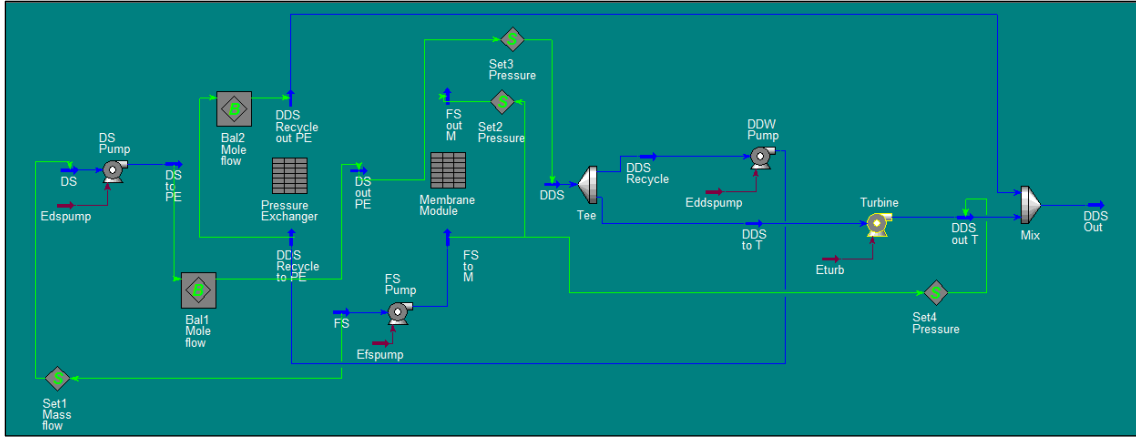 S
Set3
Pressure
B
DDS
Recycle
out PE
FS
out
M
S
Set2
Pressure
DDW
Pump
DS
Pump
Bal2
Mole
flow
DS
DS
to
PE
Pressure
Exchanger
DS
out
PE
Membrane
Module
DDS
Tee
DDS
Recycle
Edspump
Eddspump
Turbine
DDS
to T
DDS
out T
Mix
DDS
Out
DDS
Recycle
to PE
FS
to
M
Eturb
B
Bal1
Mole
flow
FS
Pump
FS
S
Set4
Pressure
Efspump
S
Set1
Mass
flow